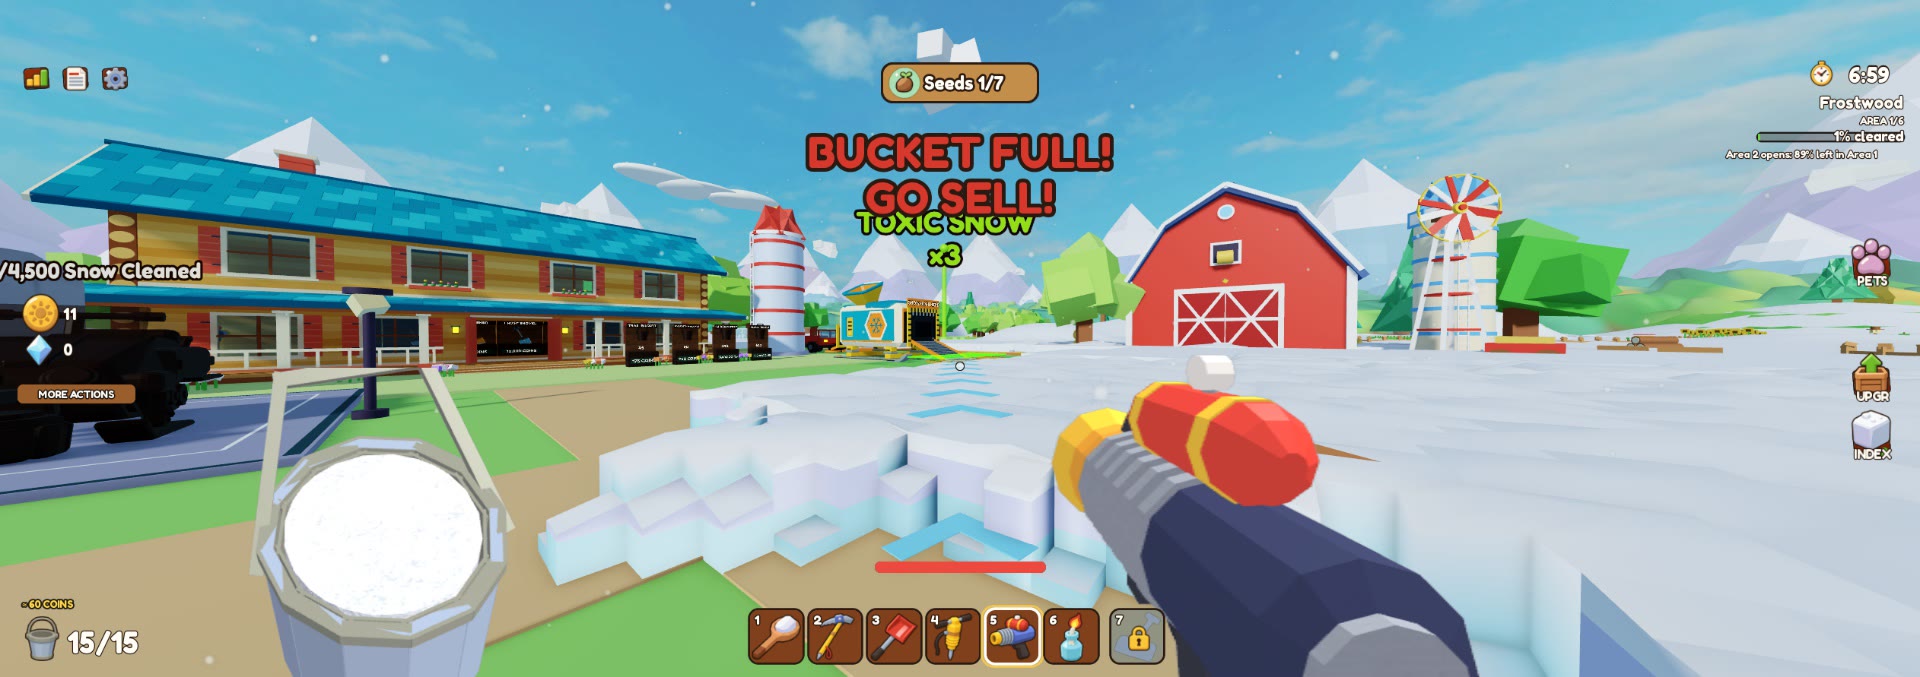 Seeds 1/7
6:59
Frostwood
AREA 1/6
1% cleared
Area 2 opens: 89% left in Area 1
BUCKET FULL!
GO SELL!
TOXIC SNOW
x3
/4,500 Snow Cleaned
11
0
MORE ACTIONS
PETS
UPGR
INDEX
~60 COINS
15/15
1
2
3
4
5
6
7